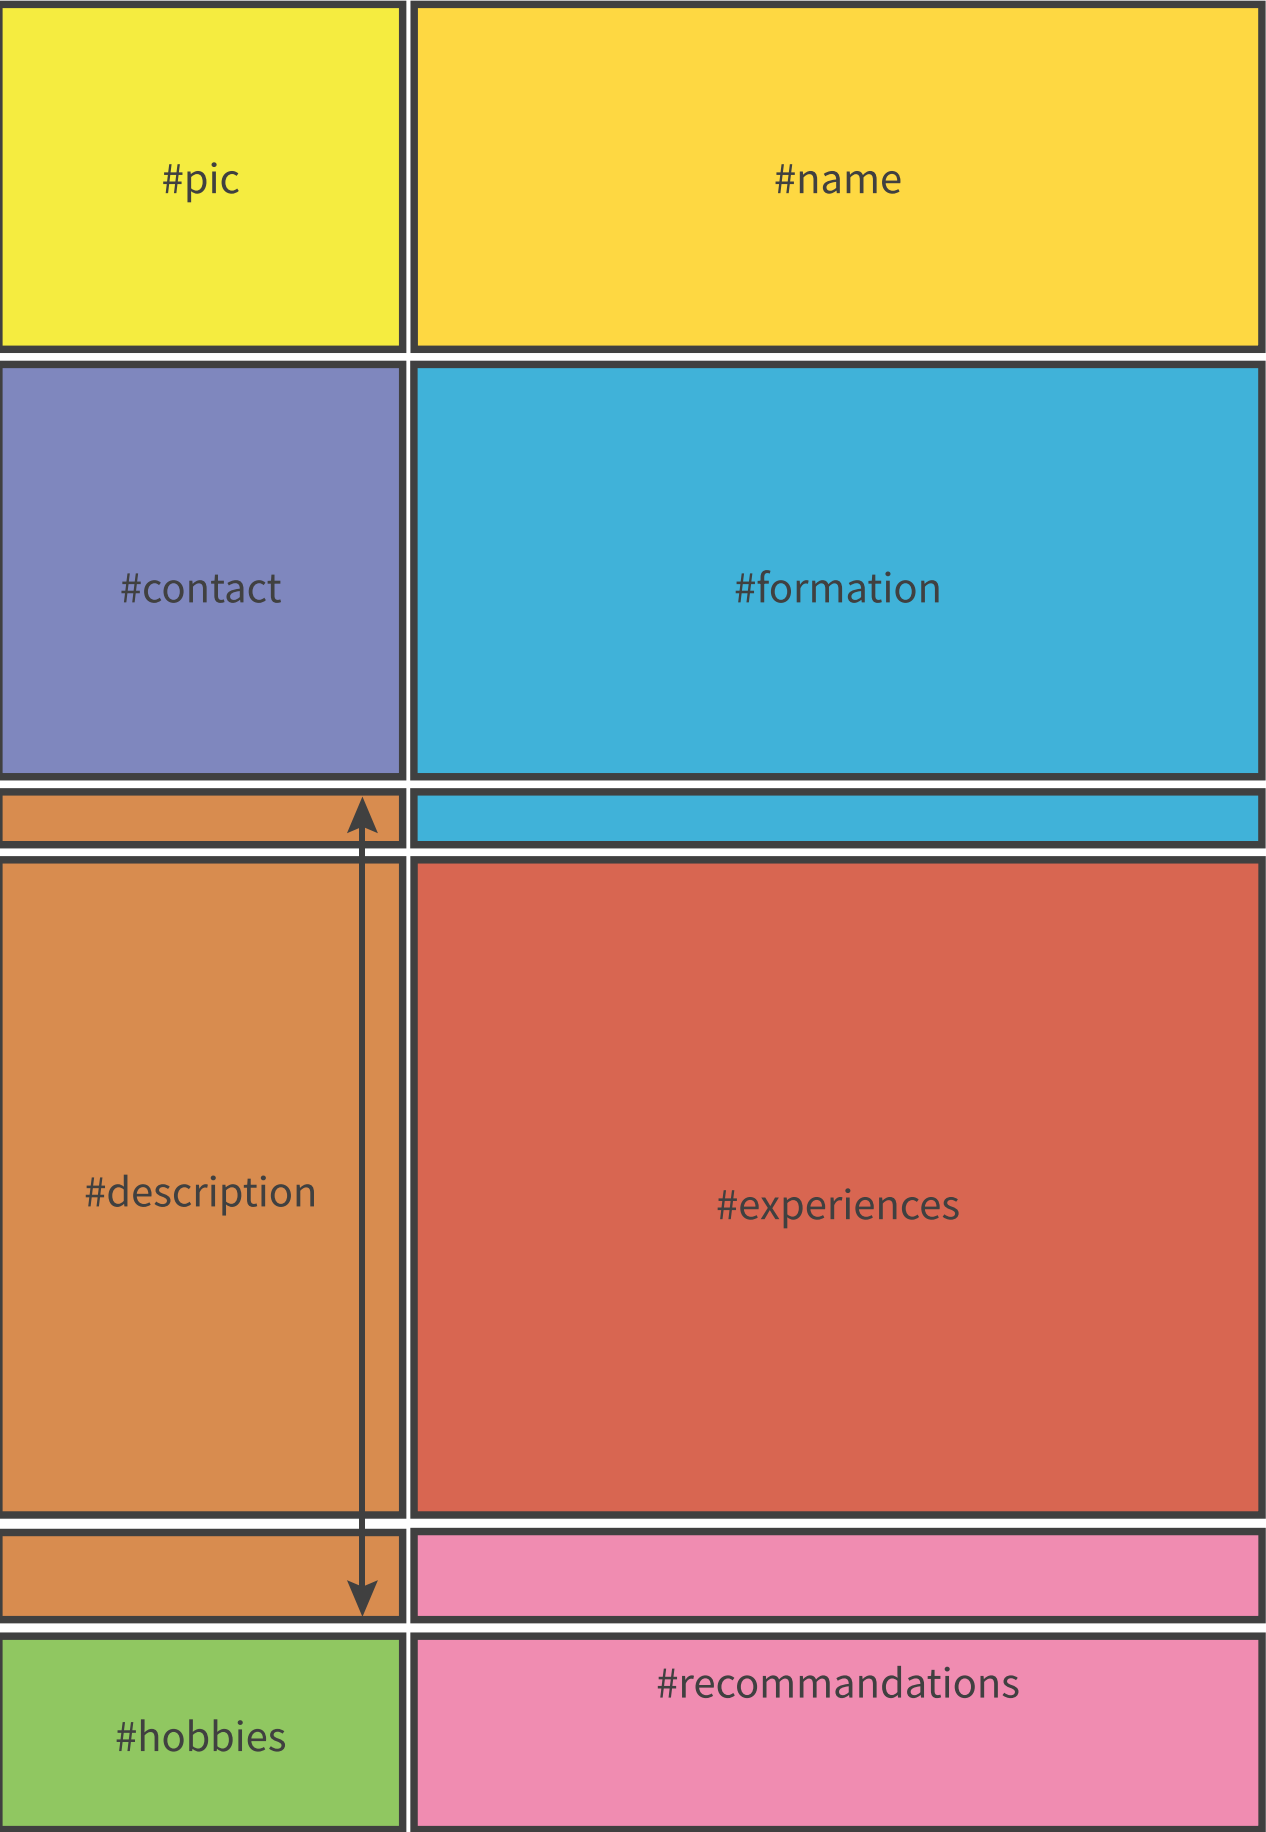 #pic
#name
#contact
#formation
#description
#experiences
#recommandations
#hobbies